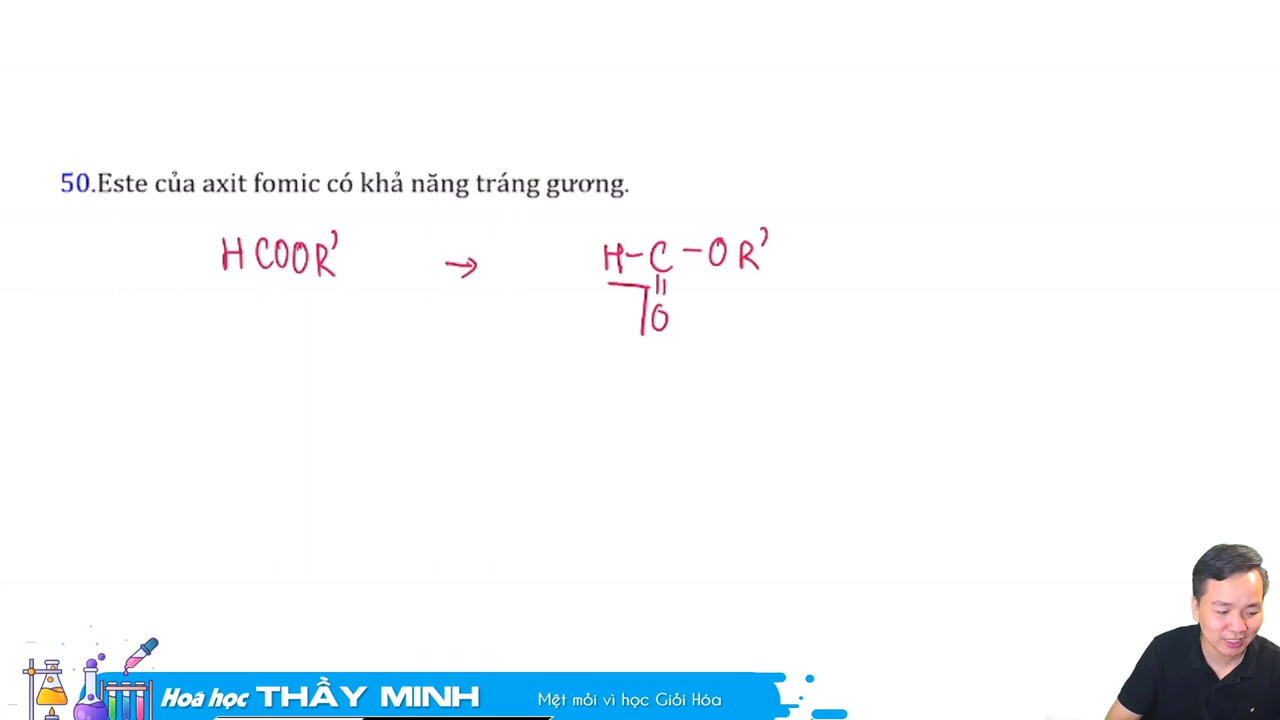 50.Este của axit fomic có khả năng tráng gương.
HCOOR' → H-C-OR'
||
O
Hoá học THẦY MINH
Mệt mỏi vì học Giỏi Hóa